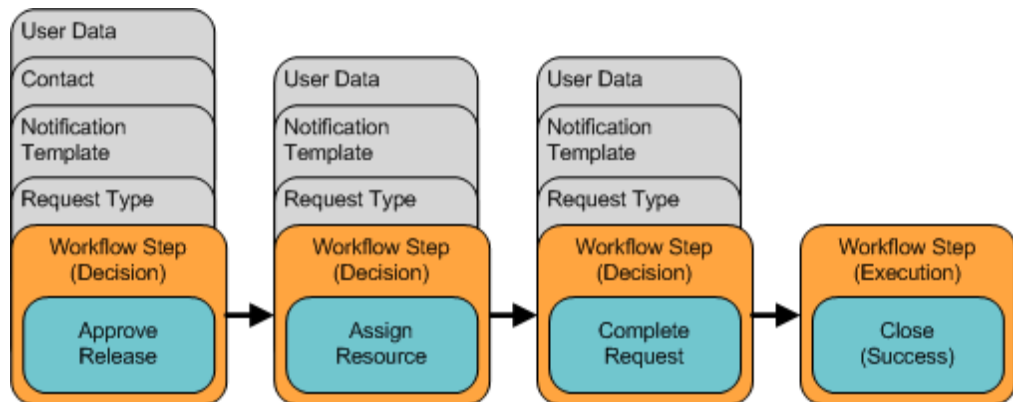 User Data
Contact
Notification
Template
Request Type
Workflow Step
(Decision)
Approve
Release
User Data
Notification
Template
Request Type
Workflow Step
(Decision)
Assign
Resource
User Data
Notification
Template
Request Type
Workflow Step
(Decision)
Complete
Request
Workflow Step
(Execution)
Close
(Success)